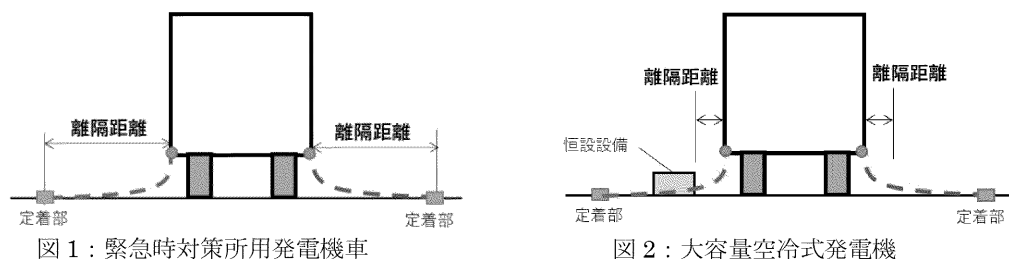 離隔距離
離隔距離
定着部
定着部
図1：緊急時対策所用発電機車
離隔距離
離隔距離
恒設設備
定着部
定着部
図2：大容量空冷式発電機